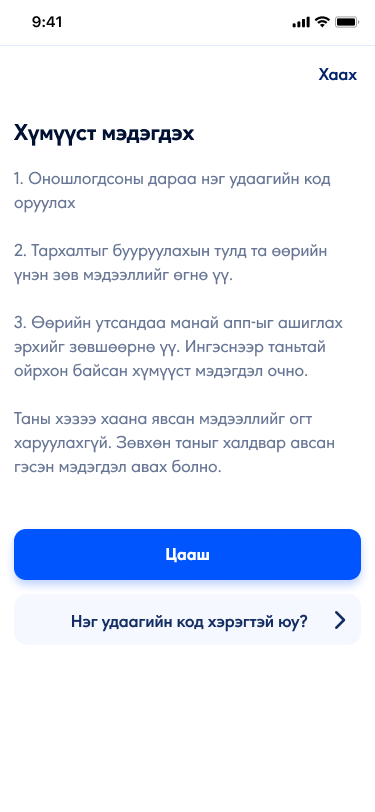 9:41
Хаах
Хүмүүст мэдэгдэх
1. Оношлогдсоны дараа нэг удаагийн код
оруулах
2. Тархалтыг бууруулахын тулд та өөрийн
үнэн зөв мэдээллийг өгнө үү.
3. Өөрийн утсандаа манай апп-ыг ашиглах
эрхийг зөвшөөрнө үү. Ингэснээр таньтай
ойрхон байсан хүмүүст мэдэгдэл очно.
Таны хэзээ хаана явсан мэдээллийг огт
харуулахгүй. Зөвхөн таныг халдвар авсан
гэсэн мэдэгдэл авах болно.
Цааш
Нэг удаагийн код хэрэгтэй юу?